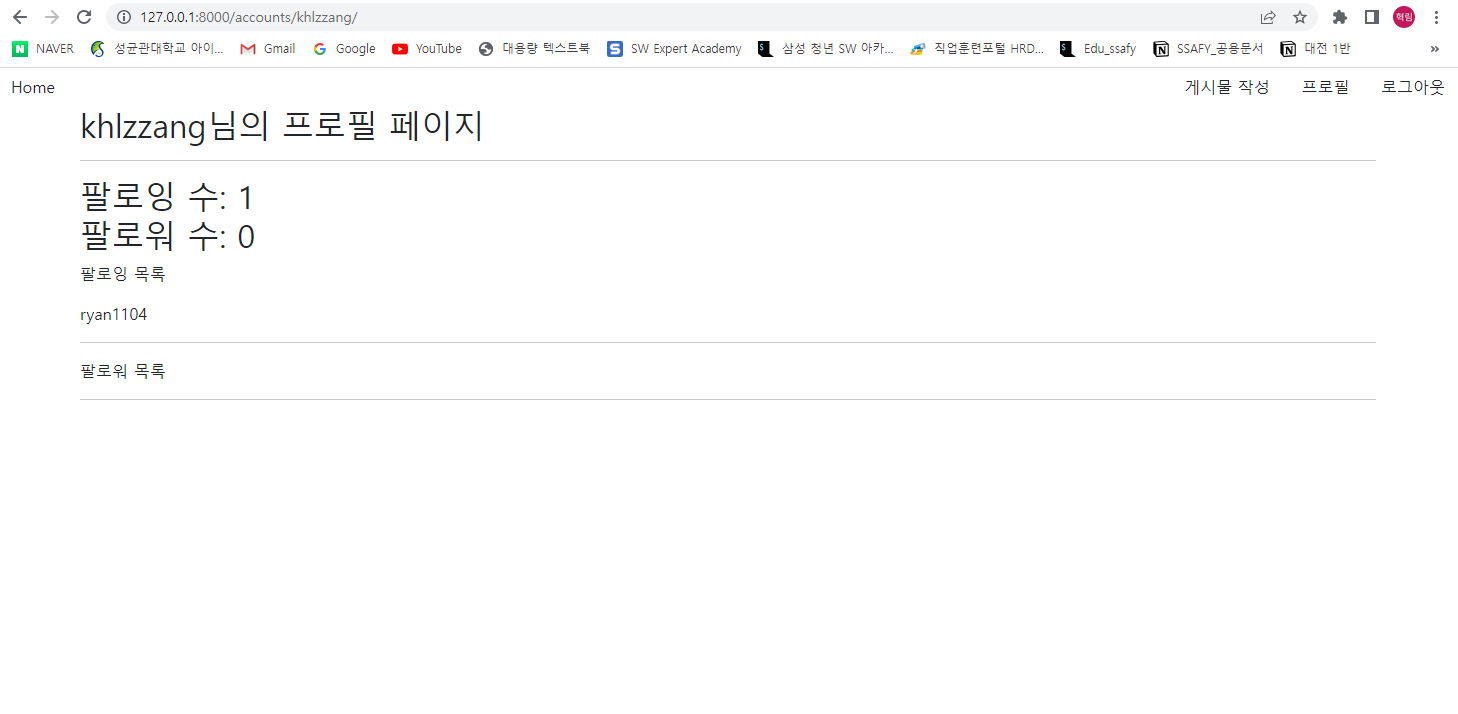 127.0.0.1:8000/accounts/khlzzang/
혁림
NAVER 성균관대학교 아이... Gmail Google YouTube 대용량 텍스트북 SW Expert Academy 삼성 청년 SW 아카... 직업훈련포털 HRD... Edu_ssafy SSAFY_공용문서 대전 1반 »
Home 게시물 작성 프로필 로그아웃
khlzzang님의 프로필 페이지
팔로잉 수: 1
팔로워 수: 0
팔로잉 목록
ryan1104
팔로워 목록